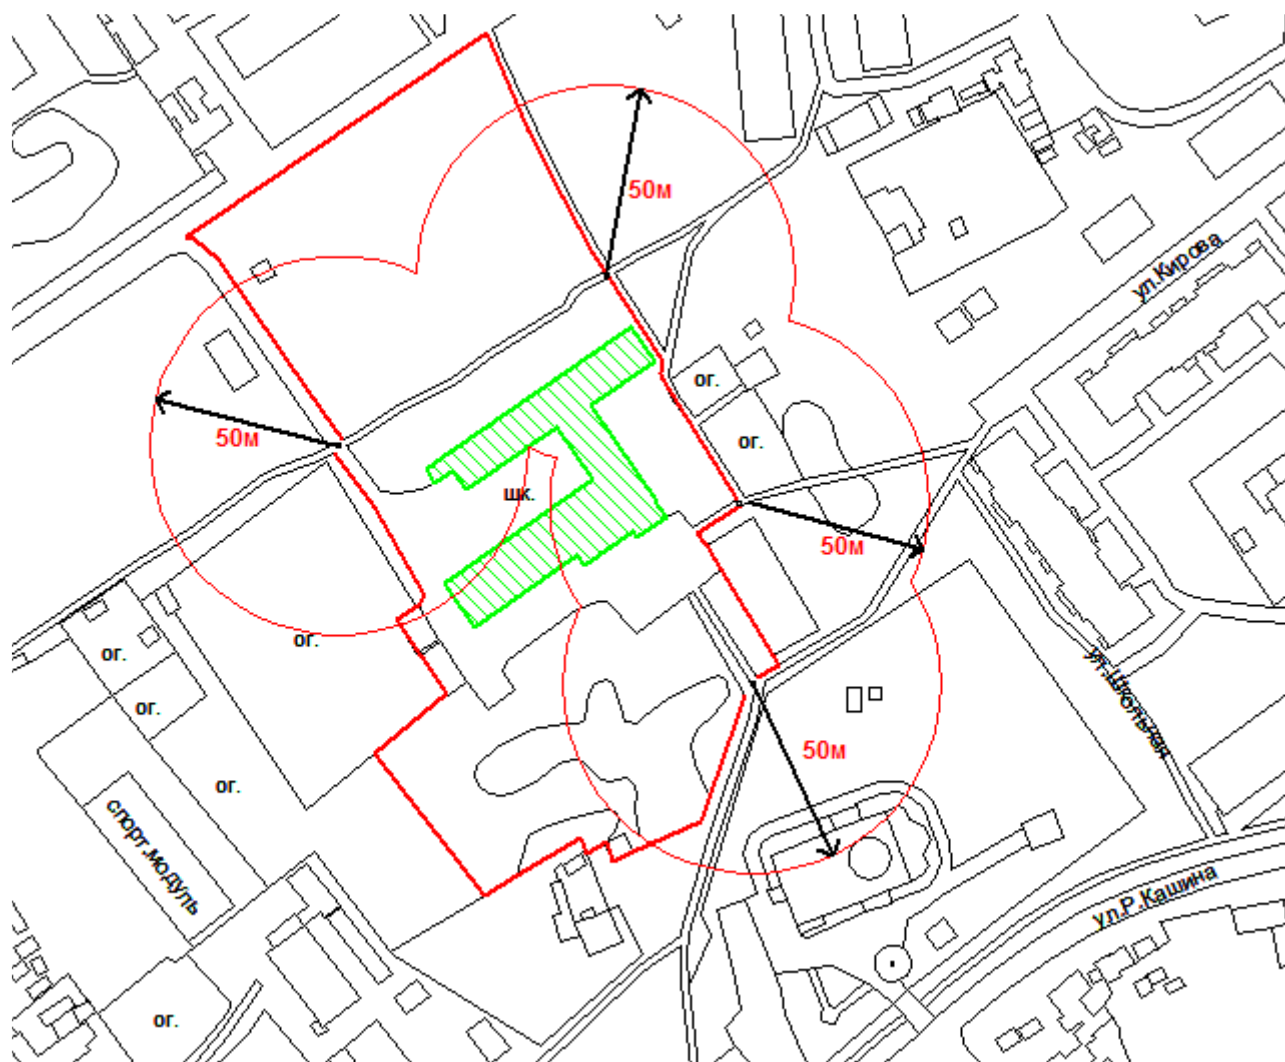 50м
ул.Кирова
ог.
50м
ог.
шк.
50м
ог.
ог.
ог.
ул.Школьная
50м
ог.
спорт.модуль
ул.Р.Кашина
ог.